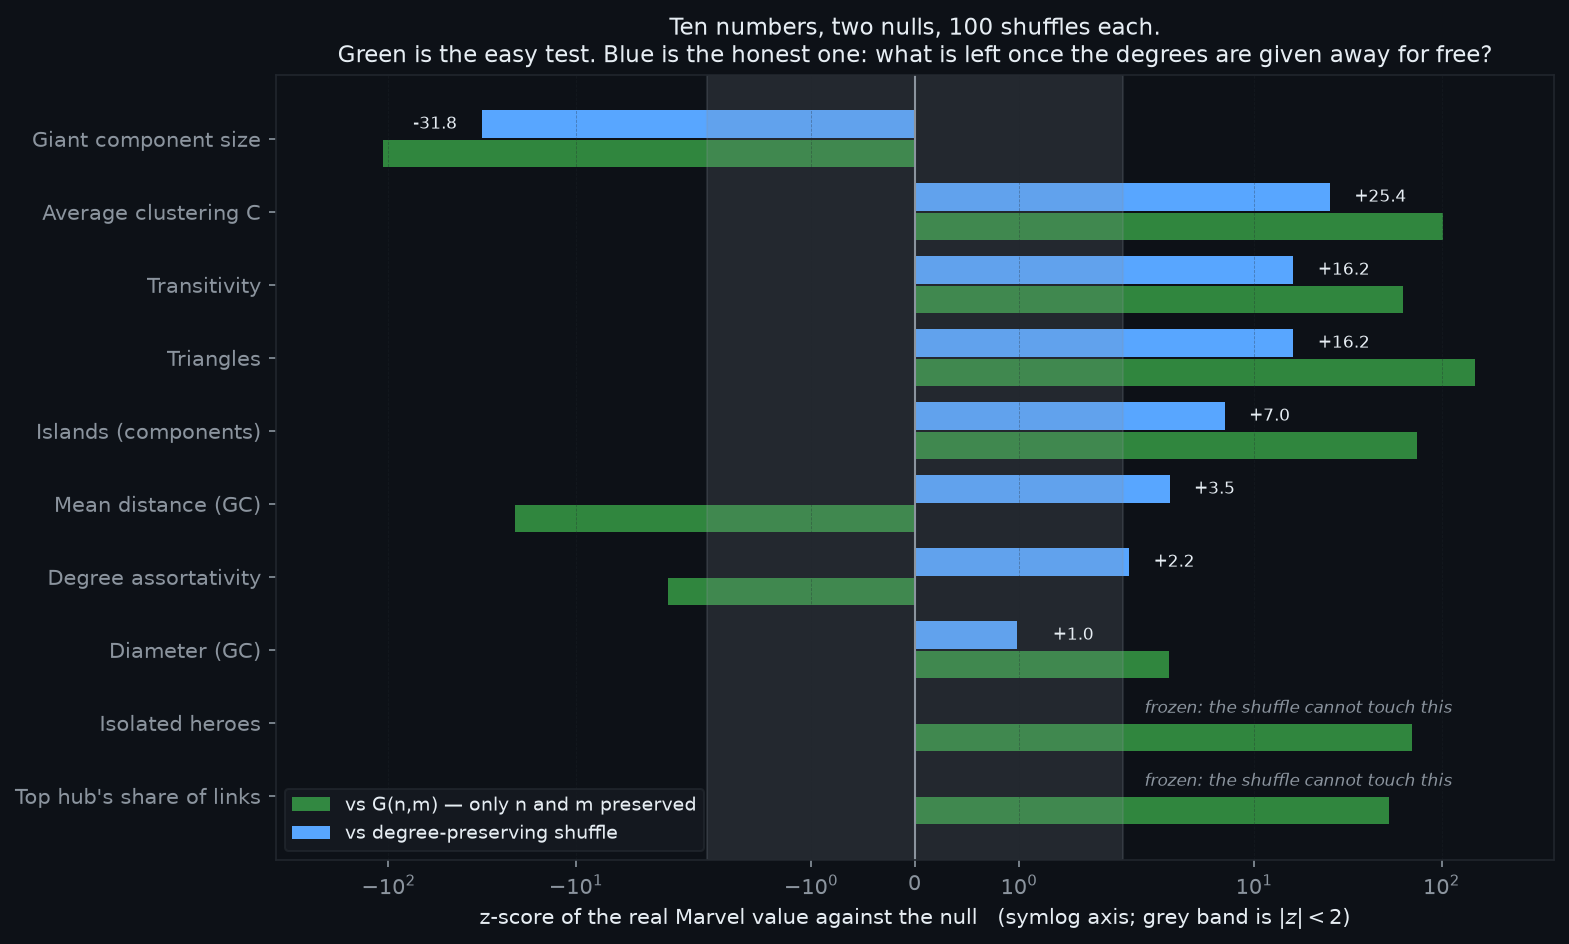 Ten numbers, two nulls, 100 shuffles each.
Green is the easy test. Blue is the honest one: what is left once the degrees are given away for free?
Giant component size
-31.8
Average clustering C
+25.4
Transitivity
+16.2
Triangles
+16.2
Islands (components)
+7.0
Mean distance (GC)
+3.5
Degree assortativity
+2.2
Diameter (GC)
+1.0
Isolated heroes
frozen: the shuffle cannot touch this
Top hub's share of links
frozen: the shuffle cannot touch this
vs G(n,m) — only n and m preserved
vs degree-preserving shuffle
−10² −10¹ −10⁰ 0 10⁰ 10¹ 10²
z-score of the real Marvel value against the null (symlog axis; grey band is |z| < 2)